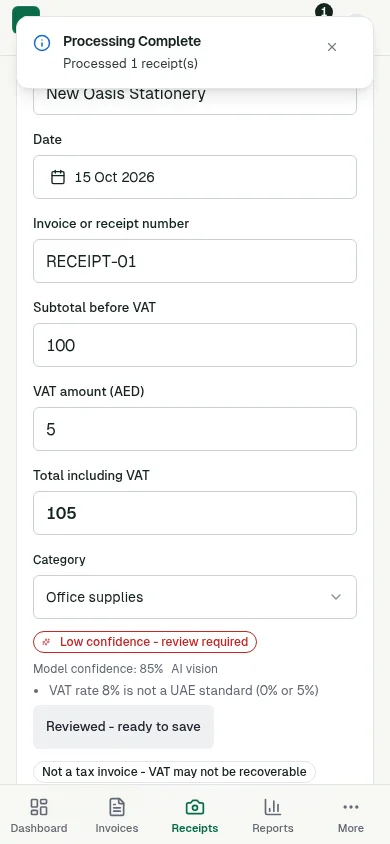 1
Processing Complete
Processed 1 receipt(s)
New Oasis Stationery
Date
15 Oct 2026
Invoice or receipt number
RECEIPT-01
Subtotal before VAT
100
VAT amount (AED)
5
Total including VAT
105
Category
Office supplies
Low confidence - review required
Model confidence: 85% AI vision
• VAT rate 8% is not a UAE standard (0% or 5%)
Reviewed - ready to save
Not a tax invoice - VAT may not be recoverable
Dashboard Invoices Receipts Reports More